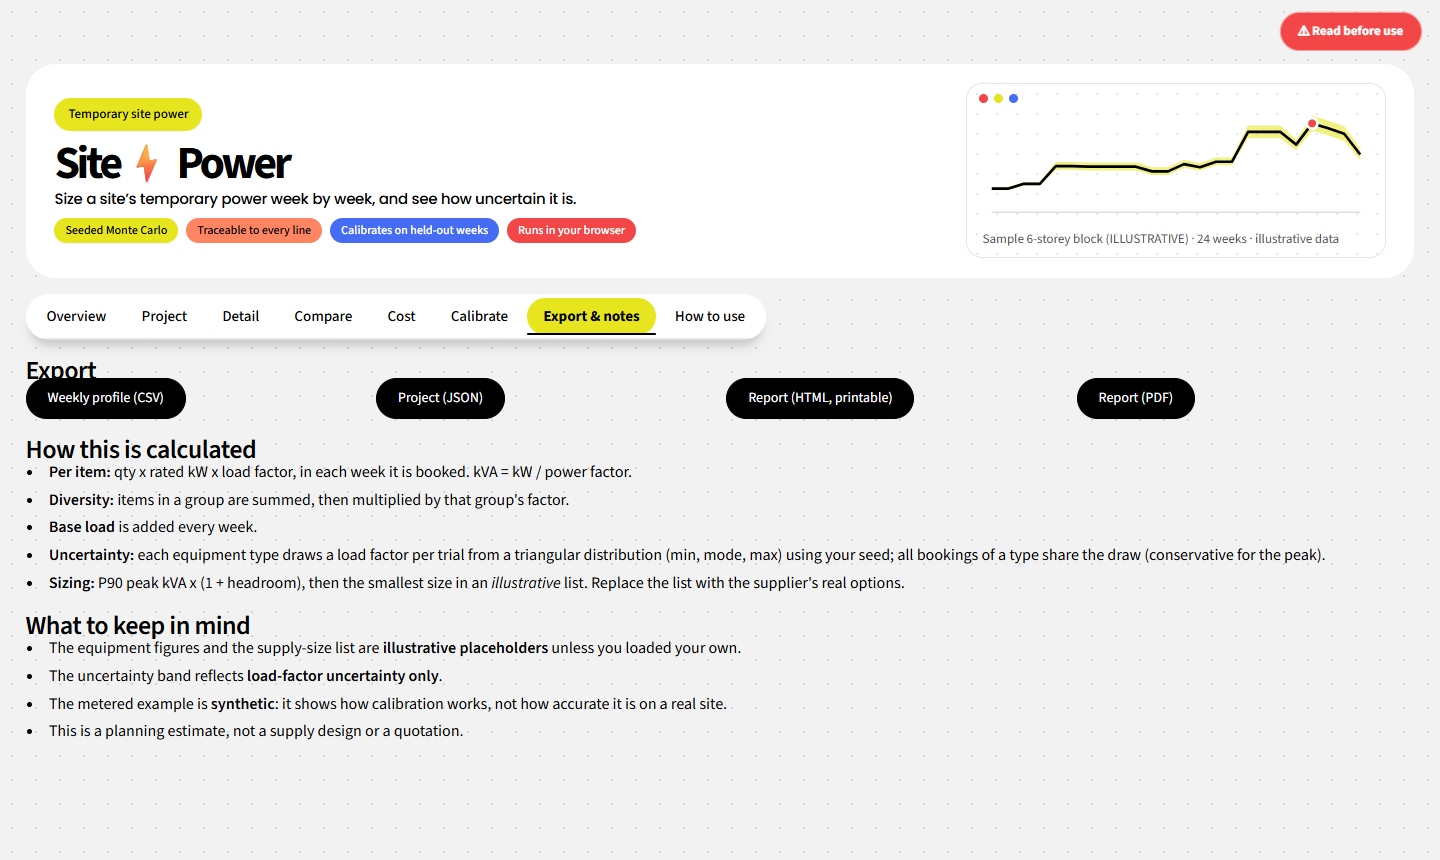 ⚠ Read before use
Temporary site power
Site ⚡ Power
Size a site’s temporary power week by week, and see how uncertain it is.
Seeded Monte Carlo
Traceable to every line
Calibrates on held-out weeks
Runs in your browser
Sample 6-storey block (ILLUSTRATIVE) · 24 weeks · illustrative data
Overview
Project
Detail
Compare
Cost
Calibrate
Export & notes
How to use
Export
Weekly profile (CSV)
Project (JSON)
Report (HTML, printable)
Report (PDF)
How this is calculated
• Per item: qty x rated kW x load factor, in each week it is booked. kVA = kW / power factor.
• Diversity: items in a group are summed, then multiplied by that group's factor.
• Base load is added every week.
• Uncertainty: each equipment type draws a load factor per trial from a triangular distribution (min, mode, max) using your seed; all bookings of a type share the draw (conservative for the peak).
• Sizing: P90 peak kVA x (1 + headroom), then the smallest size in an illustrative list. Replace the list with the supplier's real options.
What to keep in mind
• The equipment figures and the supply-size list are illustrative placeholders unless you loaded your own.
• The uncertainty band reflects load-factor uncertainty only.
• The metered example is synthetic: it shows how calibration works, not how accurate it is on a real site.
• This is a planning estimate, not a supply design or a quotation.